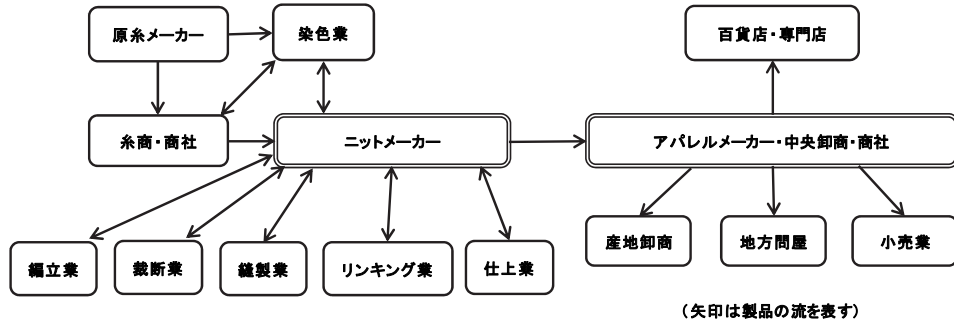 原糸メーカー
染色業
百貨店・専門店
糸商・商社
ニットメーカー
アパレルメーカー・中央卸商・商社
編立業
裁断業
縫製業
リンキング業
仕上業
産地卸商
地方問屋
小売業
(矢印は製品の流を表す)